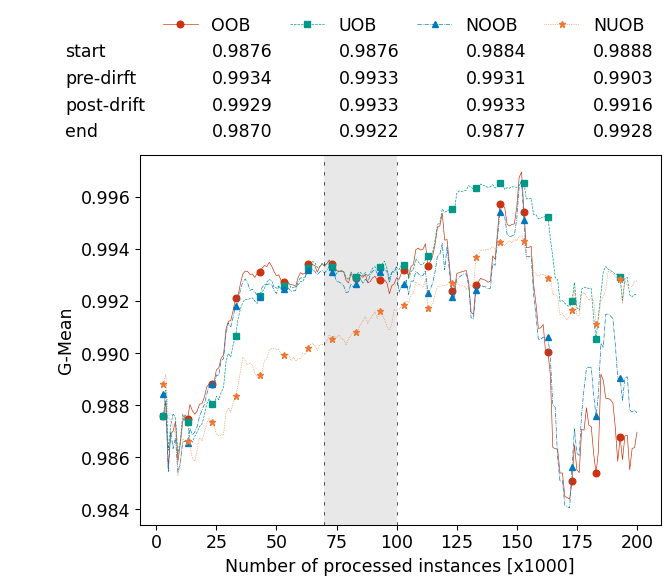 OOB UOB NOOB NUOB
start 0.9876 0.9876 0.9884 0.9888
pre-dirft 0.9934 0.9933 0.9931 0.9903
post-drift 0.9929 0.9933 0.9933 0.9916
end 0.9870 0.9922 0.9877 0.9928
G-Mean
0.996
0.994
0.992
0.990
0.988
0.986
0.984
0 25 50 75 100 125 150 175 200
Number of processed instances [x1000]